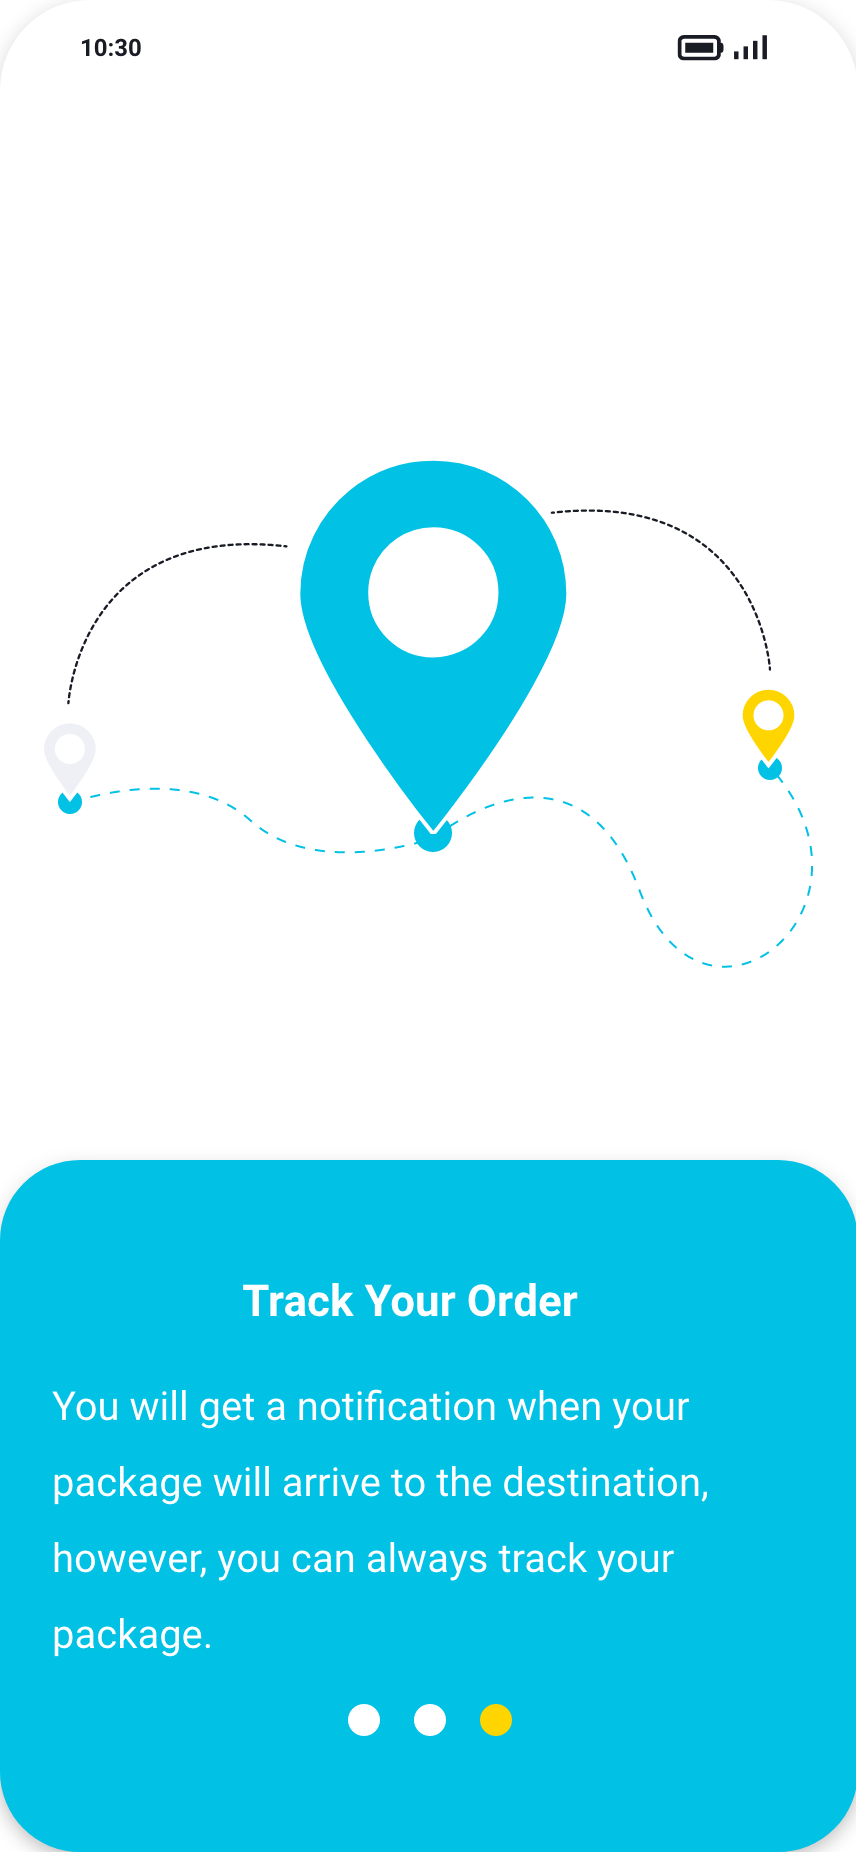 10:30
Track Your Order
You will get a notification when your
package will arrive to the destination,
however, you can always track your
package.